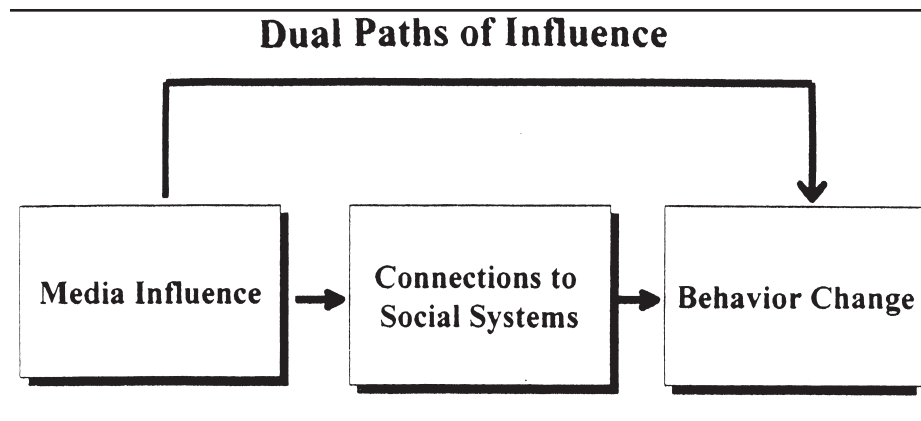 Dual Paths of Influence
Media Influence
Connections to
Social Systems
Behavior Change